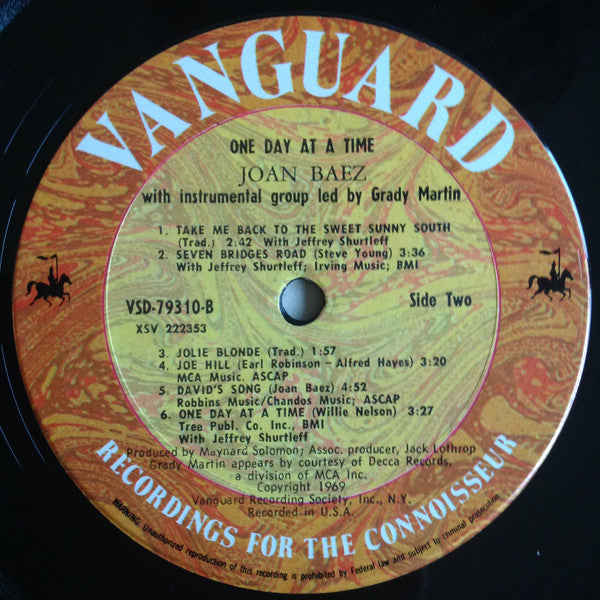 VANGUARD
ONE DAY AT A TIME
JOAN BAEZ
with instrumental group led by Grady Martin
1. TAKE ME BACK TO THE SWEET SUNNY SOUTH
(Trad.) 2:42 With Jeffrey Shurtleff
2. SEVEN BRIDGES ROAD (Steve Young) 3:36
With Jeffrey Shurtleff; Irving Music; BMI
VSD-79310-B
Side Two
XSV 222353
3. JOLIE BLONDE (Trad.) 1:57
4. JOE HILL (Earl Robinson – Alfred Hayes) 3:20
MCA Music. ASCAP
5. DAVID'S SONG (Joan Baez) 4:52
Robbins Music/Chandos Music; ASCAP
6. ONE DAY AT A TIME (Willie Nelson) 3:27
Tree Publ. Co. Inc., BMI
With Jeffrey Shurtleff
Produced by Maynard Solomon; Assoc. producer, Jack Lothrop
Grady Martin appears by courtesy of Decca Records,
a division of MCA Inc.
Copyright 1969
Vanguard Recording Society, Inc., N.Y.
Recorded in U.S.A.
RECORDINGS FOR THE CONNOISSEUR
WARNING: Unauthorized reproduction of this recording is prohibited by Federal law and subject to criminal prosecution